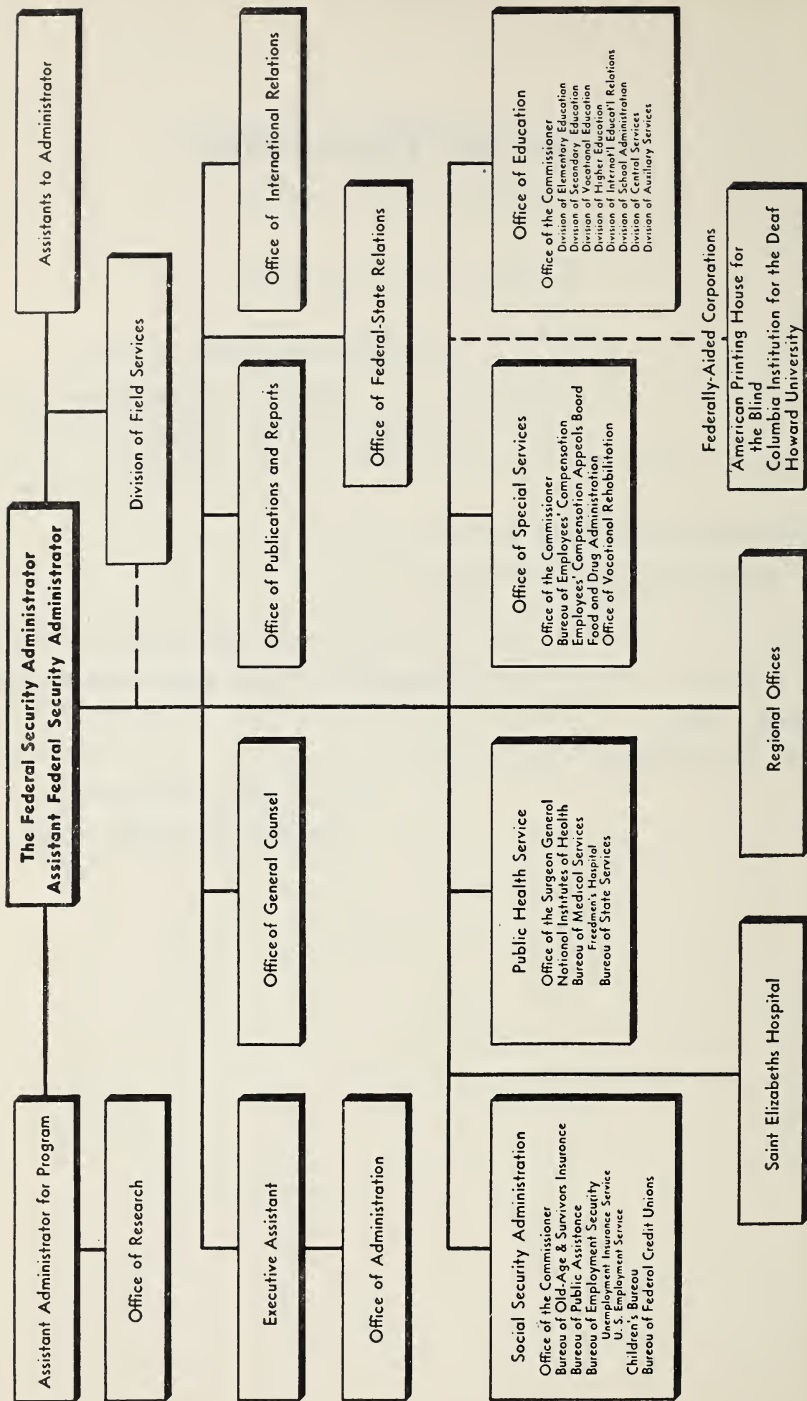 The Federal Security Administrator
Assistant Federal Security Administrator
Assistant Administrator for Program
Assistants to Administrator
Office of Research
Division of Field Services
Executive Assistant
Office of General Counsel
Office of Publications and Reports
Office of International Relations
Office of Administration
Office of Federal-State Relations
Social Security Administration
Office of the Commissioner
Bureau of Old-Age & Survivors Insurance
Bureau of Public Assistance
Bureau of Employment Security
Unemployment Insurance Service
U. S. Employment Service
Children's Bureau
Bureau of Federal Credit Unions
Public Health Service
Office of the Surgeon General
National Institutes of Health
Bureau of Medical Services
Freedmen's Hospital
Bureau of State Services
Office of Special Services
Office of the Commissioner
Bureau of Employees' Compensation
Employees' Compensation Appeals Board
Food and Drug Administration
Office of Vocational Rehabilitation
Office of Education
Office of the Commissioner
Division of Elementary Education
Division of Secondary Education
Division of Vocational Education
Division of Higher Education
Division of Internat'l Educat'l Relations
Division of School Administration
Division of Central Services
Division of Auxiliary Services
Saint Elizabeths Hospital
Regional Offices
Federally-Aided Corporations
American Printing House for
the Blind
Columbia Institution for the Deaf
Howard University